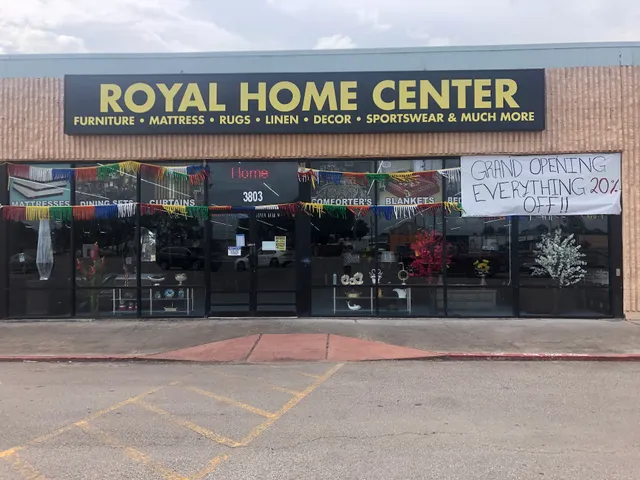 ROYAL HOME CENTER
FURNITURE • MATTRESS • RUGS • LINEN • DECOR • SPORTSWEAR & MUCH MORE
Home
3803
MATTRESSES
DINING SETS
CURTAINS
COMFORTER'S
BLANKETS
GRAND OPENING
EVERYTHING 20%
OFF!!